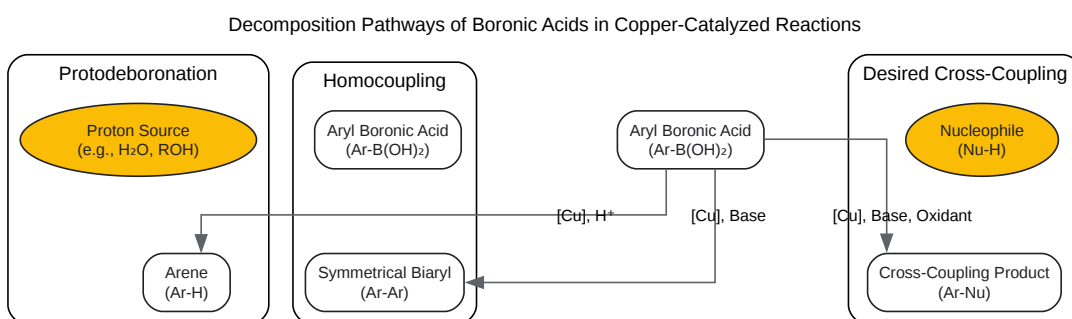 Decomposition Pathways of Boronic Acids in Copper-Catalyzed Reactions
Protodeboronation
Proton Source
(e.g., H₂O, ROH)
Arene
(Ar-H)
Homocoupling
Aryl Boronic Acid
(Ar-B(OH)₂)
Symmetrical Biaryl
(Ar-Ar)
Aryl Boronic Acid
(Ar-B(OH)₂)
[Cu], H⁺
[Cu], Base
[Cu], Base, Oxidant
Desired Cross-Coupling
Nucleophile
(Nu-H)
Cross-Coupling Product
(Ar-Nu)